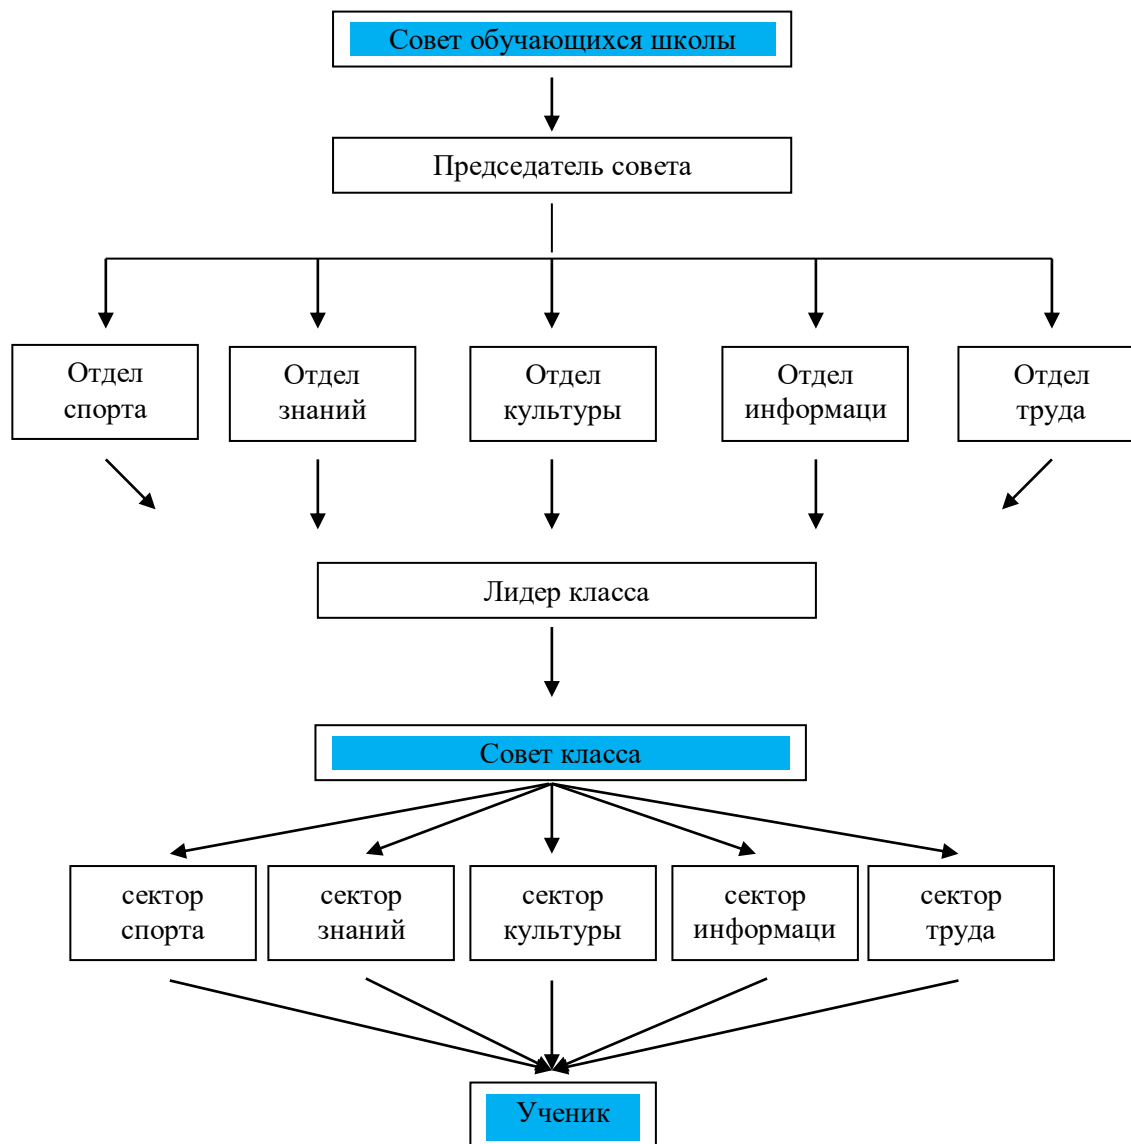 Совет обучающихся школы
Председатель совета
Отдел
спорта
Отдел
знаний
Отдел
культуры
Отдел
информаци
Отдел
труда
Лидер класса
Совет класса
сектор
спорта
сектор
знаний
сектор
культуры
сектор
информаци
сектор
труда
Ученик